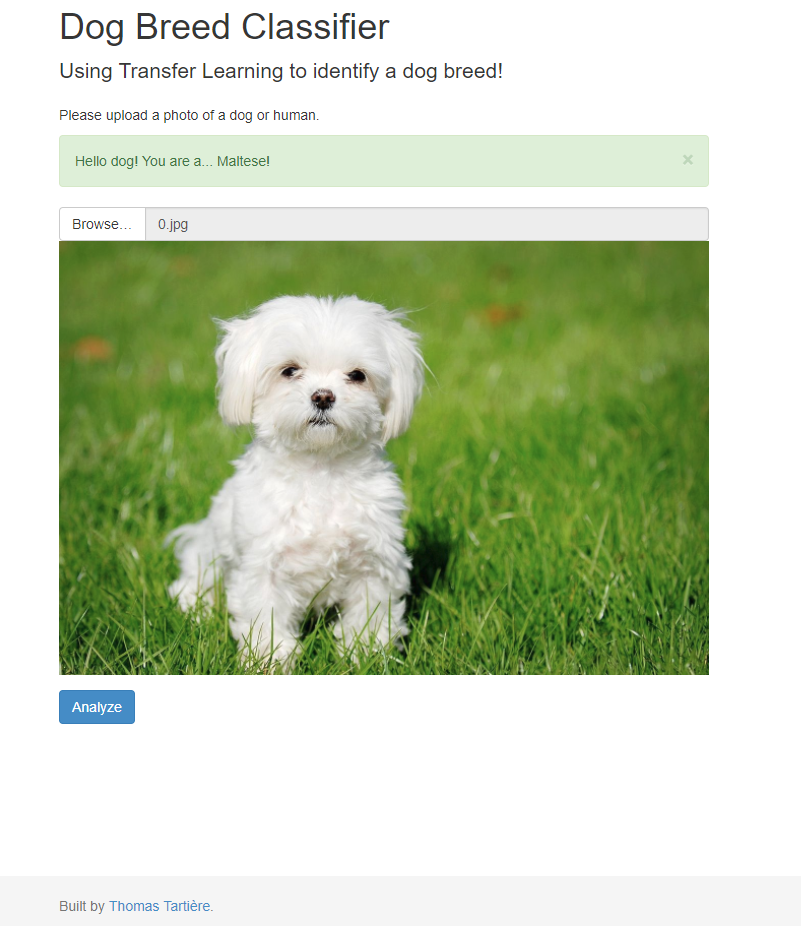 Dog Breed Classifier
Using Transfer Learning to identify a dog breed!
Please upload a photo of a dog or human.
Hello dog! You are a... Maltese!
×
Browse… 0.jpg
Analyze
Built by Thomas Tartière.